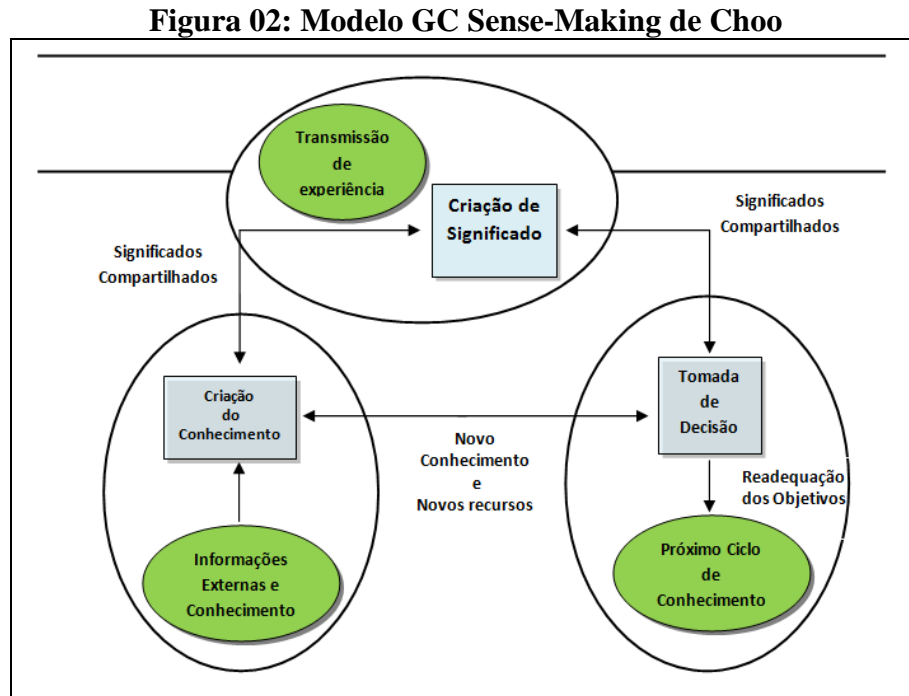 Figura 02: Modelo GC Sense-Making de Choo
Transmissão
de
experiência
Criação de
Significado
Significados
Compartilhados
Significados
Compartilhados
Criação
do
Conhecimento
Tomada
de
Decisão
Novo
Conhecimento
e
Novos recursos
Readequação
dos Objetivos
Informações
Externas e
Conhecimento
Próximo Ciclo
de
Conhecimento